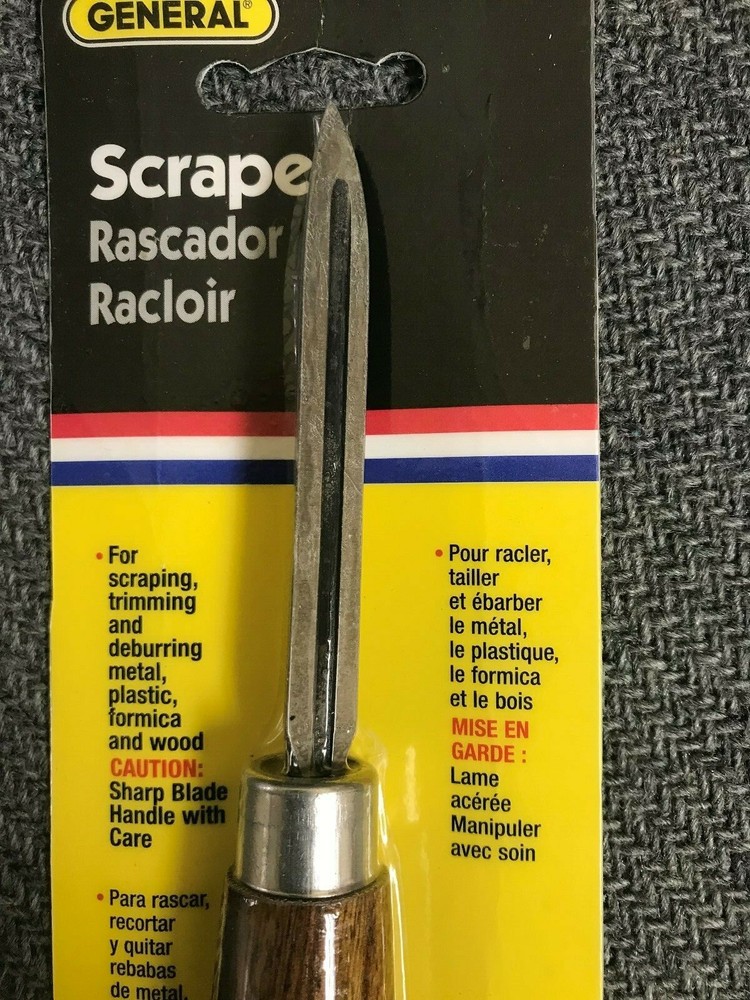 GENERAL®
Scrape
Rascador
Racloir
• For
scraping,
trimming
and
deburring
metal,
plastic,
formica
and wood
CAUTION:
Sharp Blade
Handle with
Care
• Para rascar,
recortar
y quitar
rebabas
de metal,
• Pour racler,
tailler
et ébarber
le métal,
le plastique,
le formica
et le bois
MISE EN
GARDE :
Lame
acérée
Manipuler
avec soin